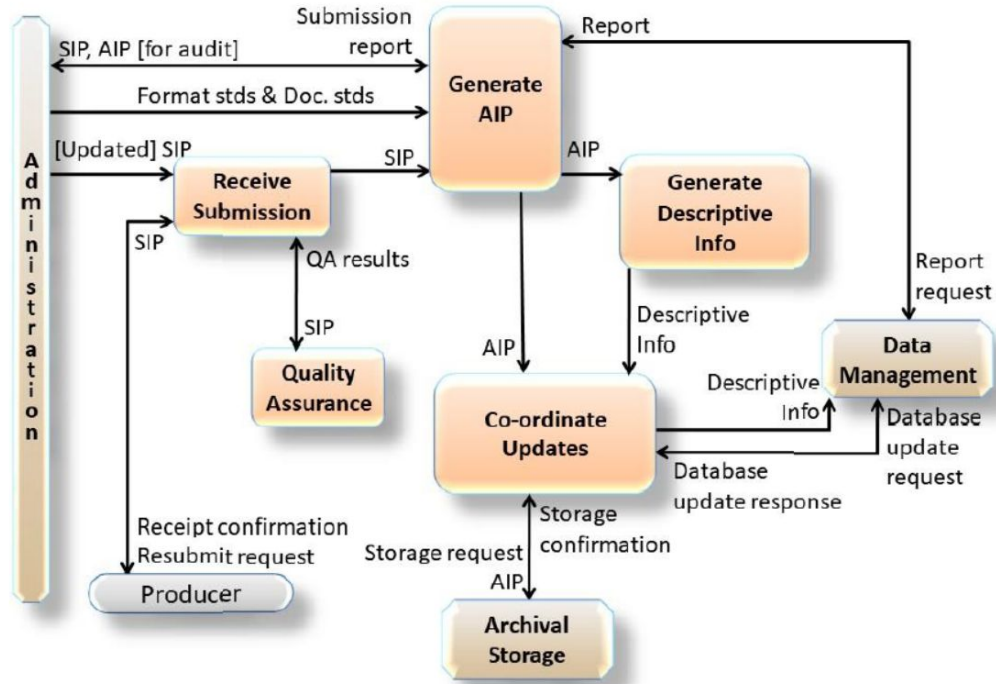 Submission
report
SIP, AIP [for audit]
Report
Generate
AIP
Format stds & Doc. stds
[Updated] SIP
SIP
AIP
Receive
Submission
Generate
Descriptive
Info
Administration
SIP
QA results
Report
request
SIP
Descriptive
Info
AIP
Data
Management
Quality
Assurance
Descriptive
Info
Co-ordinate
Updates
Database
update
request
Database
update response
Receipt confirmation
Resubmit request
Storage
confirmation
Storage request
AIP
Producer
Archival
Storage